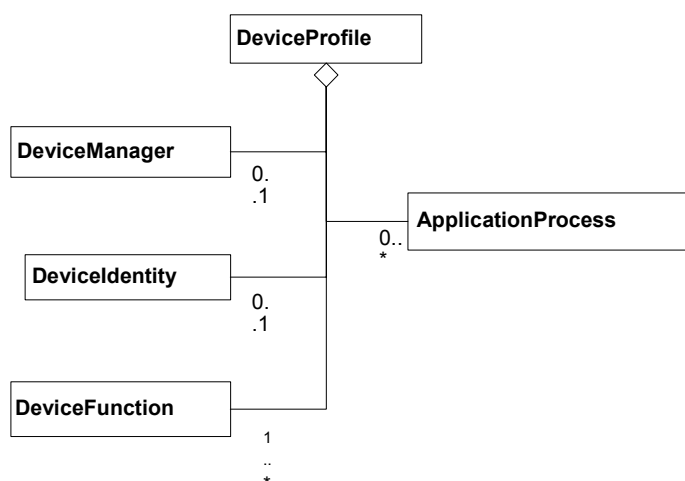 DeviceProfile
DeviceManager
0.
.1
ApplicationProcess
0..
*
DeviceIdentity
0.
.1
DeviceFunction
1
..
*